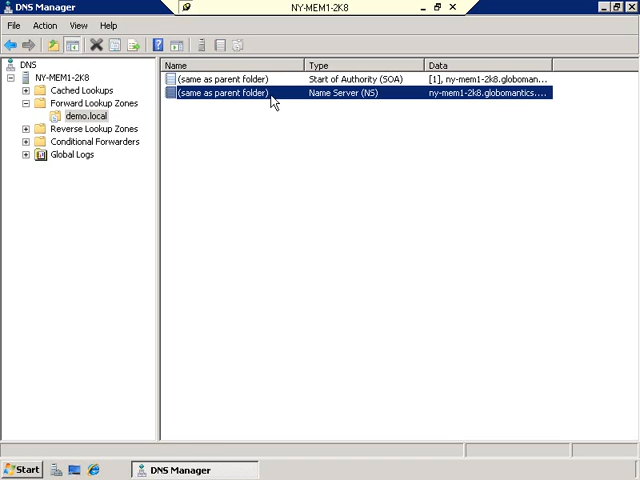 DNS Manager
NY-MEM1-2K8
File Action View Help
DNS
NY-MEM1-2K8
Cached Lookups
Forward Lookup Zones
demo.local
Reverse Lookup Zones
Conditional Forwarders
Global Logs
Name Type Data
(same as parent folder) Start of Authority (SOA) [1], ny-mem1-2k8.globoman...
(same as parent folder) Name Server (NS) ny-mem1-2k8.globomantics....
Start DNS Manager